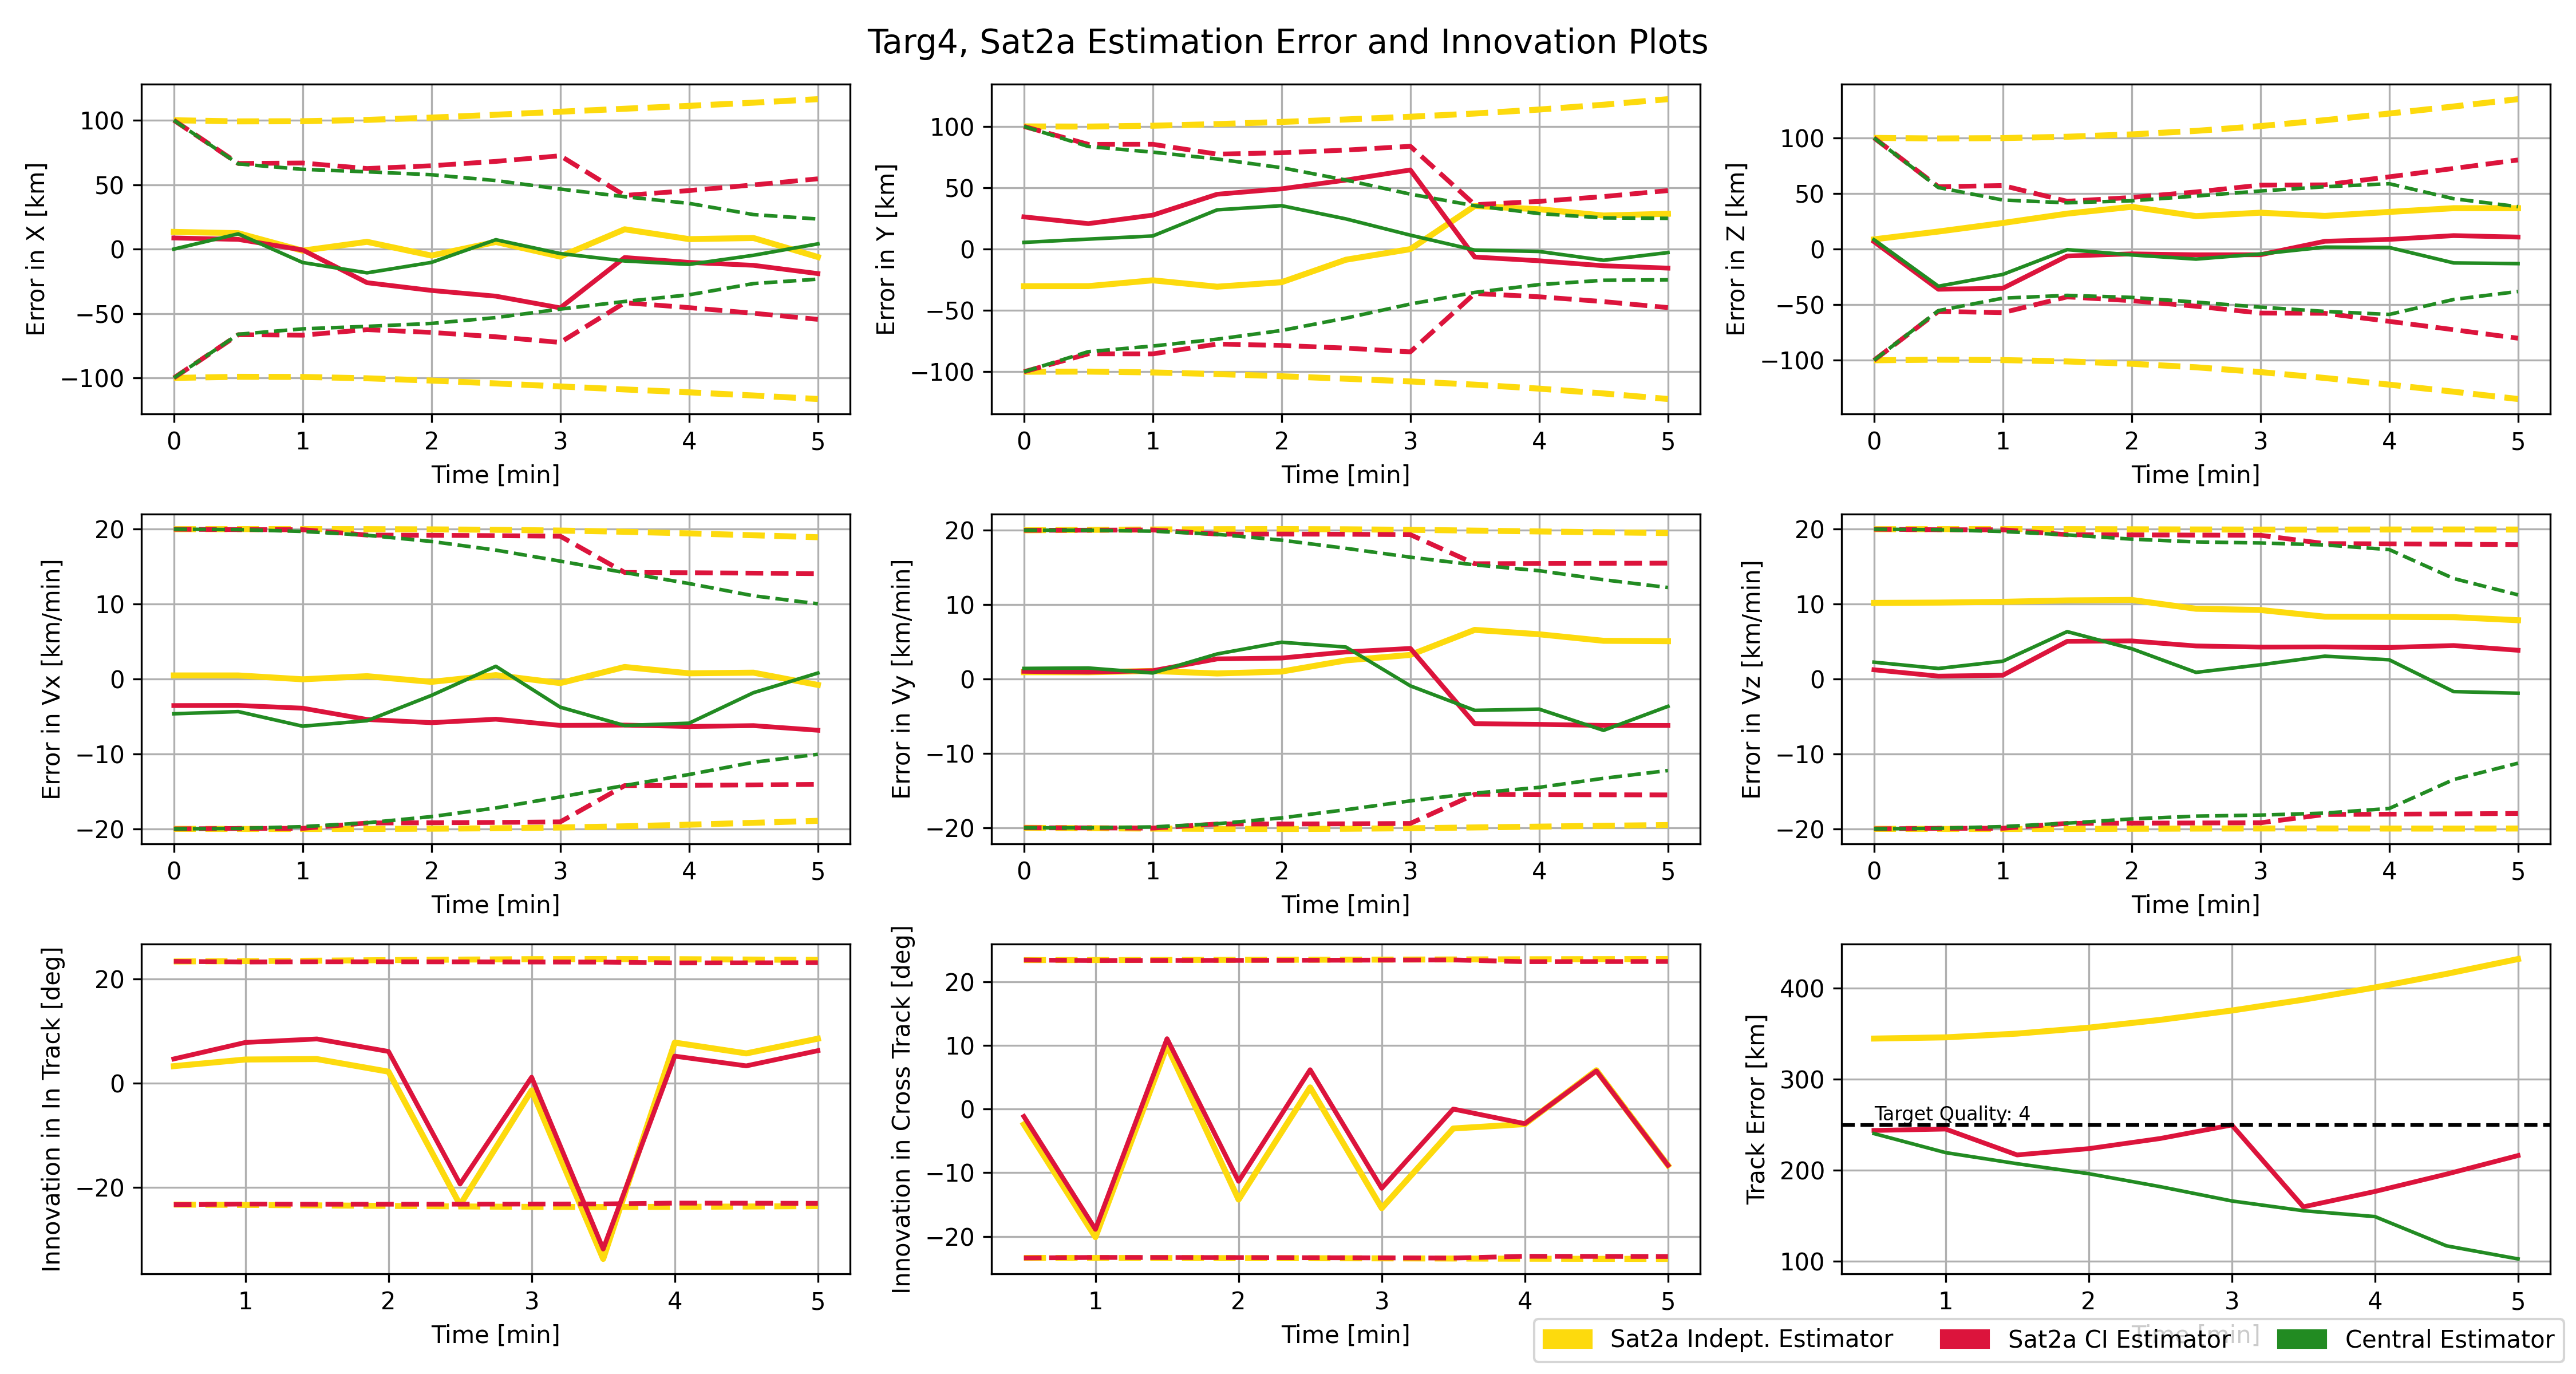 Targ4, Sat2a Estimation Error and Innovation Plots
Error in X [km]
100
50
0
−50
−100
0 1 2 3 4 5
Time [min]
Error in Y [km]
100
50
0
−50
−100
0 1 2 3 4 5
Time [min]
Error in Z [km]
100
50
0
−50
−100
0 1 2 3 4 5
Time [min]
Error in Vx [km/min]
20
10
0
−10
−20
0 1 2 3 4 5
Time [min]
Error in Vy [km/min]
20
10
0
−10
−20
0 1 2 3 4 5
Time [min]
Error in Vz [km/min]
20
10
0
−10
−20
0 1 2 3 4 5
Time [min]
Innovation in In Track [deg]
20
0
−20
1 2 3 4 5
Time [min]
Innovation in Cross Track [deg]
20
10
0
−10
−20
1 2 3 4 5
Time [min]
Track Error [km]
400
300
200
100
Target Quality: 4
1 2 3 4 5
Time [min]
Sat2a Indept. Estimator
Sat2a CI Estimator
Central Estimator